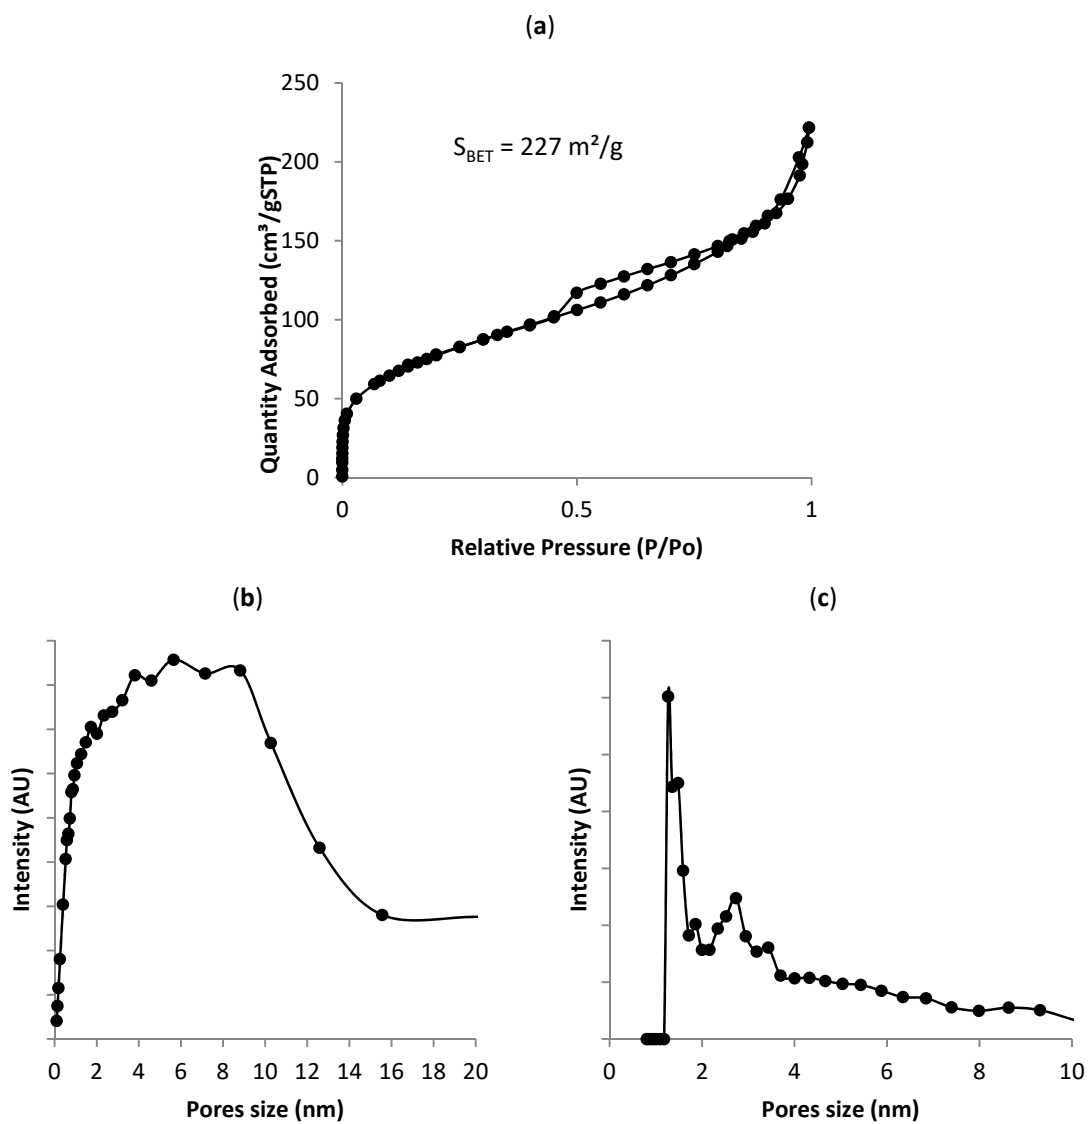 (a)
250
200
150
100
50
0
S_BET = 227 m²/g
Quantity Adsorbed (cm³/gSTP)
0
0.5
1
Relative Pressure (P/Po)
(b)
Intensity (AU)
0 2 4 6 8 10 12 14 16 18 20
Pores size (nm)
(c)
Intensity (AU)
0 2 4 6 8 10
Pores size (nm)